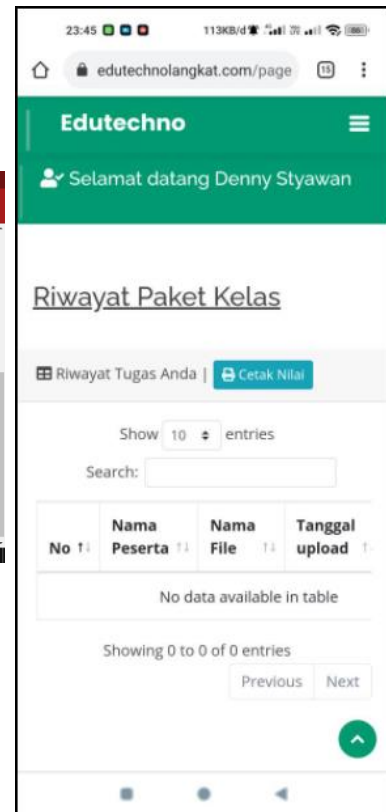 23:45 113KB/d
edutechnolangkat.com/page 15
Edutechno
Selamat datang Denny Styawan
Riwayat Paket Kelas
Riwayat Tugas Anda | Cetak Nilai
Show 10 entries
Search:
No Nama Peserta Nama File Tanggal upload
No data available in table
Showing 0 to 0 of 0 entries
Previous Next